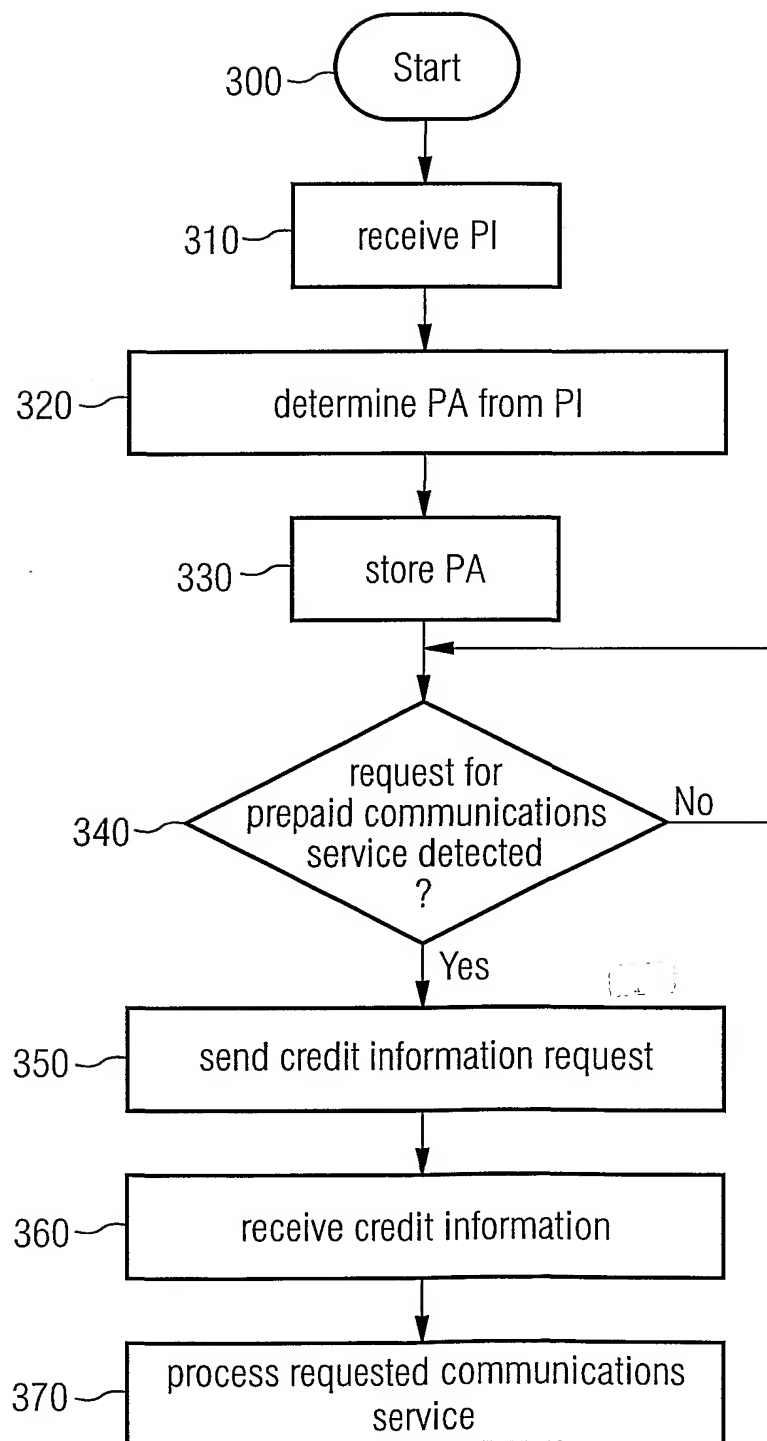 300
Start
310
receive PI
320
determine PA from PI
330
store PA
340
request for
prepaid communications
service detected
?
No
Yes
350
send credit information request
360
receive credit information
370
process requested communications
service